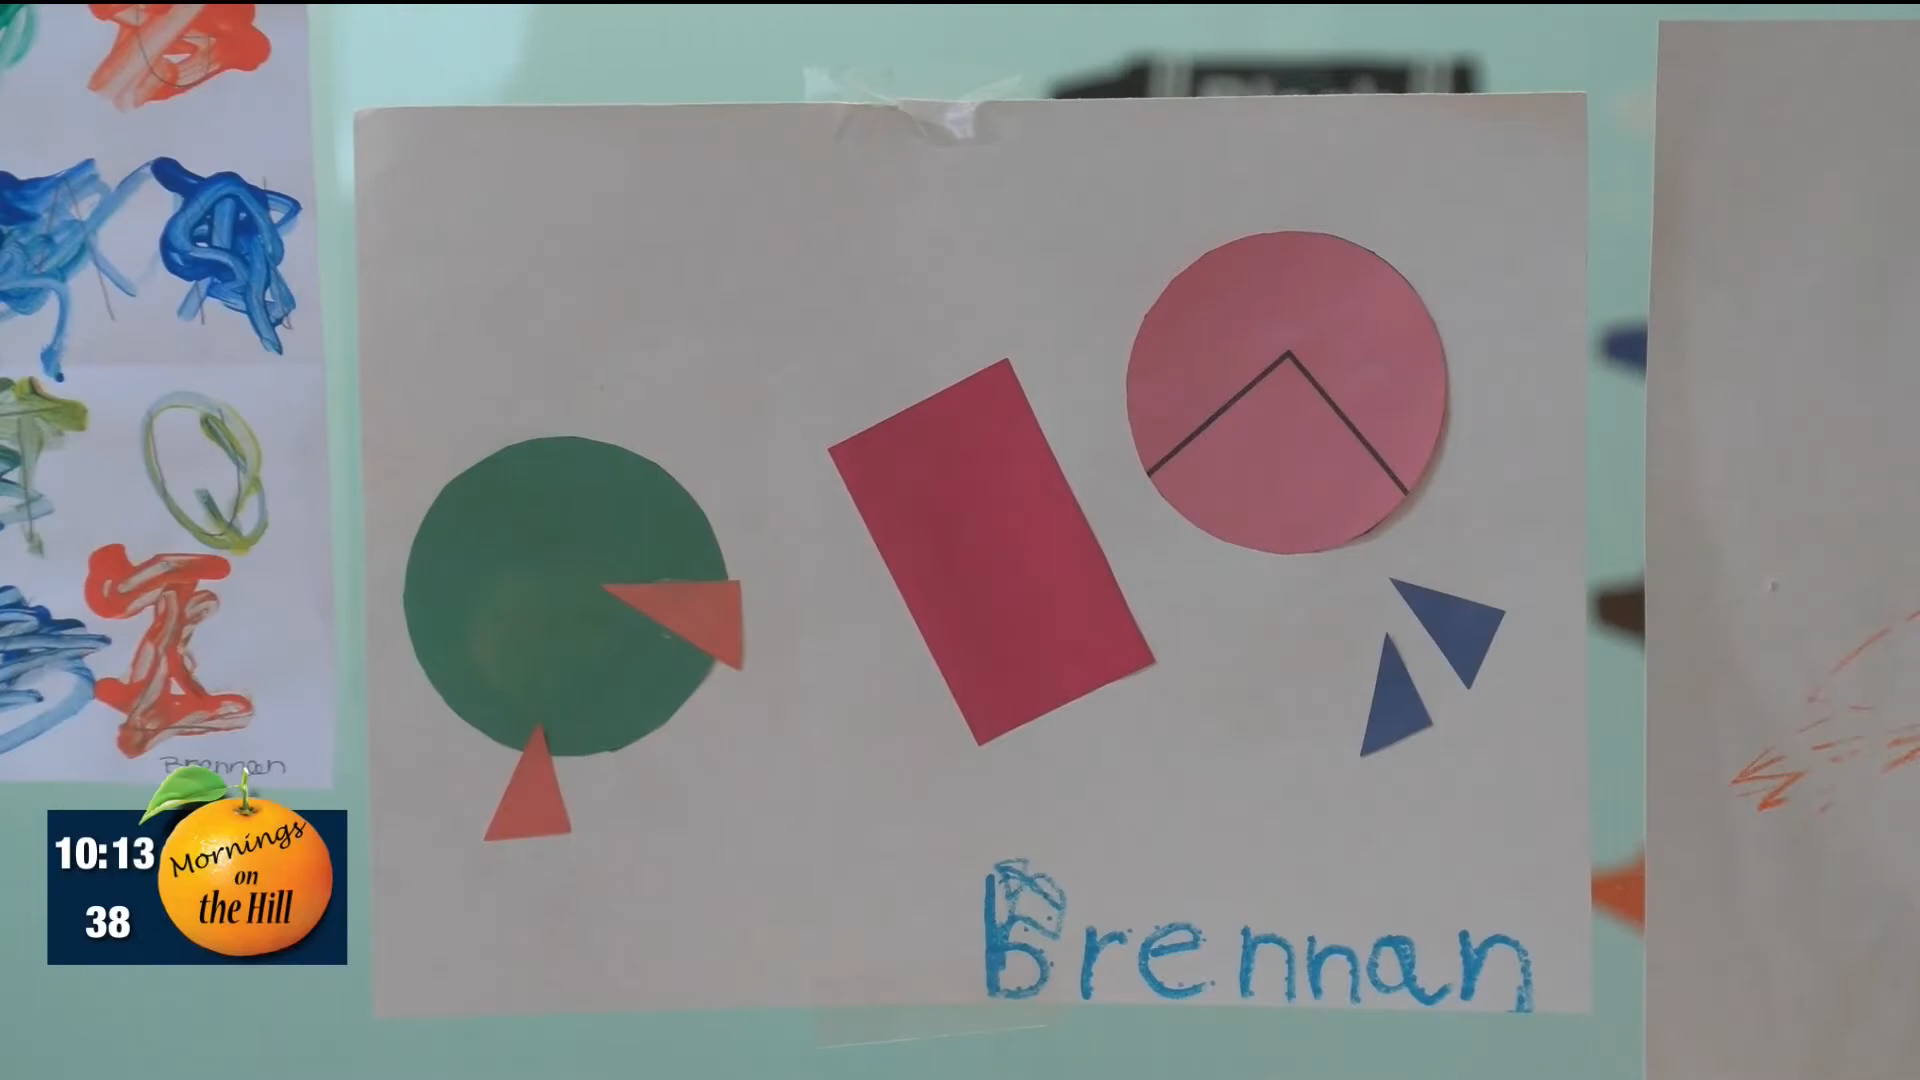 Brennan
Brennan
10:13
38
Mornings
on
the Hill